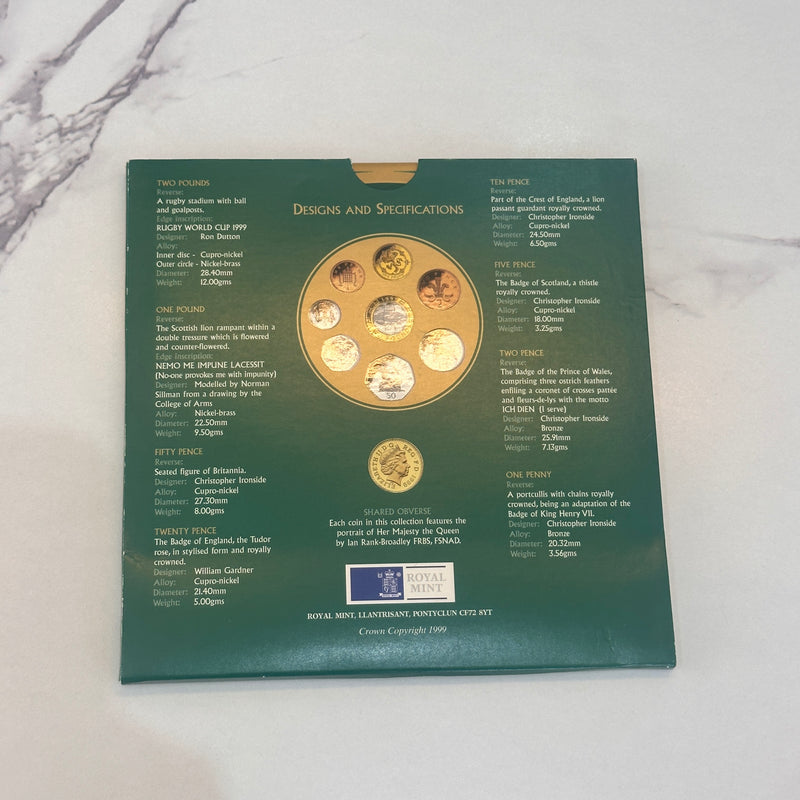 TWO POUNDS
Reverse:
A rugby stadium with ball
and goalposts.
Edge inscription:
RUGBY WORLD CUP 1999
Designer: Ron Dutton
Alloy:
Inner disc - Cupro-nickel
Outer circle - Nickel-brass
Diameter: 28.40mm
Weight: 12.00gms
ONE POUND
Reverse:
The Scottish lion rampant within a
double tressure which is flowered
and counter-flowered.
Edge inscription:
NEMO ME IMPUNE LACESSIT
(No-one provokes me with impunity)
Designer: Modelled by Norman
Sillman from a drawing by the
College of Arms
Alloy: Nickel-brass
Diameter: 22.50mm
Weight: 9.50gms
FIFTY PENCE
Reverse:
Seated figure of Britannia.
Designer: Christopher Ironside
Alloy: Cupro-nickel
Diameter: 27.30mm
Weight: 8.00gms
TWENTY PENCE
The Badge of England, the Tudor
rose, in stylised form and royally
crowned.
Designer: William Gardner
Alloy: Cupro-nickel
Diameter: 21.40mm
Weight: 5.00gms
DESIGNS AND SPECIFICATIONS
50
ELIZABETH II D G REG F D 1999
SHARED OBVERSE
Each coin in this collection features the
portrait of Her Majesty the Queen
by Ian Rank-Broadley FRBS, FSNAD.
ROYAL
MINT
ROYAL MINT, LLANTRISANT, PONTYCLUN CF72 8YT
Crown Copyright 1999
TEN PENCE
Reverse:
Part of the Crest of England, a lion
passant guardant royally crowned.
Designer: Christopher Ironside
Alloy: Cupro-nickel
Diameter: 24.50mm
Weight: 6.50gms
FIVE PENCE
Reverse:
The Badge of Scotland, a thistle
royally crowned.
Designer: Christopher Ironside
Alloy: Cupro-nickel
Diameter: 18.00mm
Weight: 3.25gms
TWO PENCE
Reverse:
The Badge of the Prince of Wales,
comprising three ostrich feathers
enfiling a coronet of crosses pattée
and fleurs-de-lys with the motto
ICH DIEN (I serve)
Designer: Christopher Ironside
Alloy: Bronze
Diameter: 25.91mm
Weight: 7.13gms
ONE PENNY
Reverse:
A portcullis with chains royally
crowned, being an adaptation of the
Badge of King Henry VII.
Designer: Christopher Ironside
Alloy: Bronze
Diameter: 20.32mm
Weight: 3.56gms